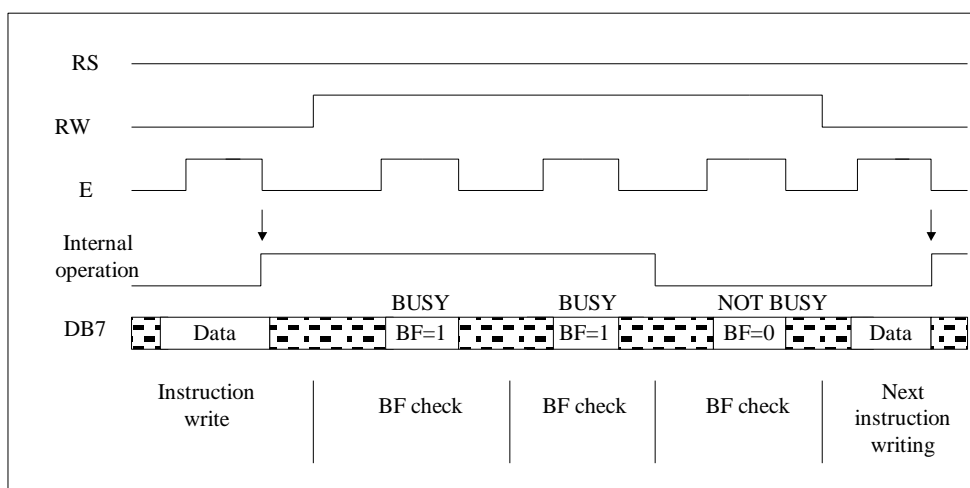 RS
RW
E
Internal
operation
BUSY BUSY NOT BUSY
DB7 Data BF=1 BF=1 BF=0 Data
Instruction
write
BF check BF check BF check
Next
instruction
writing